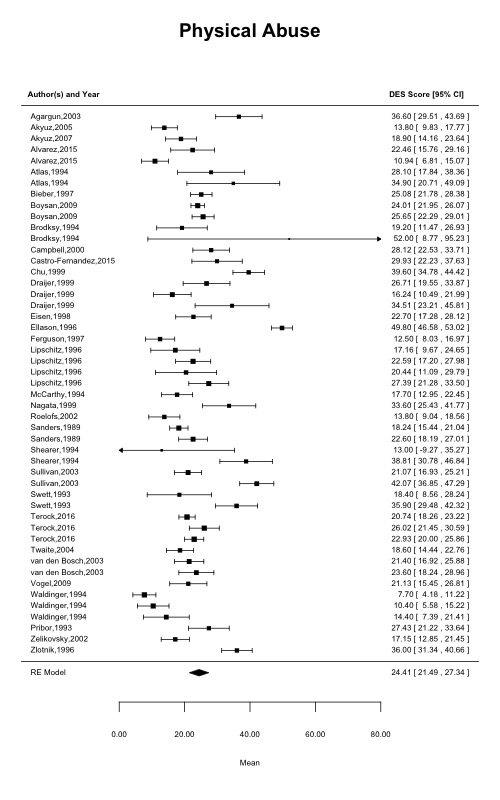 Physical Abuse
Author(s) and Year DES Score [95% CI]
Agargun,2003 36.60 [ 29.51 , 43.69 ]
Akyuz,2005 13.80 [ 9.83 , 17.77 ]
Akyuz,2007 18.90 [ 14.16 , 23.64 ]
Alvarez,2015 22.46 [ 15.76 , 29.16 ]
Alvarez,2015 10.94 [ 6.81 , 15.07 ]
Atlas,1994 28.10 [ 17.84 , 38.36 ]
Atlas,1994 34.90 [ 20.71 , 49.09 ]
Bieber,1997 25.08 [ 21.78 , 28.38 ]
Boysan,2009 24.01 [ 21.95 , 26.07 ]
Boysan,2009 25.65 [ 22.29 , 29.01 ]
Brodksy,1994 19.20 [ 11.47 , 26.93 ]
Brodksy,1994 52.00 [ 8.77 , 95.23 ]
Campbell,2000 28.12 [ 22.53 , 33.71 ]
Castro-Fernandez,2015 29.93 [ 22.23 , 37.63 ]
Chu,1999 39.60 [ 34.78 , 44.42 ]
Draijer,1999 26.71 [ 19.55 , 33.87 ]
Draijer,1999 16.24 [ 10.49 , 21.99 ]
Draijer,1999 34.51 [ 23.21 , 45.81 ]
Eisen,1998 22.70 [ 17.28 , 28.12 ]
Ellason,1996 49.80 [ 46.58 , 53.02 ]
Ferguson,1997 12.50 [ 8.03 , 16.97 ]
Lipschitz,1996 17.16 [ 9.67 , 24.65 ]
Lipschitz,1996 22.59 [ 17.20 , 27.98 ]
Lipschitz,1996 20.44 [ 11.09 , 29.79 ]
Lipschitz,1996 27.39 [ 21.28 , 33.50 ]
McCarthy,1994 17.70 [ 12.95 , 22.45 ]
Nagata,1999 33.60 [ 25.43 , 41.77 ]
Roelofs,2002 13.80 [ 9.04 , 18.56 ]
Sanders,1989 18.24 [ 15.44 , 21.04 ]
Sanders,1989 22.60 [ 18.19 , 27.01 ]
Shearer,1994 13.00 [ -9.27 , 35.27 ]
Shearer,1994 38.81 [ 30.78 , 46.84 ]
Sullivan,2003 21.07 [ 16.93 , 25.21 ]
Sullivan,2003 42.07 [ 36.85 , 47.29 ]
Swett,1993 18.40 [ 8.56 , 28.24 ]
Swett,1993 35.90 [ 29.48 , 42.32 ]
Terock,2016 20.74 [ 18.26 , 23.22 ]
Terock,2016 26.02 [ 21.45 , 30.59 ]
Terock,2016 22.93 [ 20.00 , 25.86 ]
Twaite,2004 18.60 [ 14.44 , 22.76 ]
van den Bosch,2003 21.40 [ 16.92 , 25.88 ]
van den Bosch,2003 23.60 [ 18.24 , 28.96 ]
Vogel,2009 21.13 [ 15.45 , 26.81 ]
Waldinger,1994 7.70 [ 4.18 , 11.22 ]
Waldinger,1994 10.40 [ 5.58 , 15.22 ]
Waldinger,1994 14.40 [ 7.39 , 21.41 ]
Pribor,1993 27.43 [ 21.22 , 33.64 ]
Zelikovsky,2002 17.15 [ 12.85 , 21.45 ]
Zlotnik,1996 36.00 [ 31.34 , 40.66 ]
RE Model 24.41 [ 21.49 , 27.34 ]
0.00 20.00 40.00 60.00 80.00
Mean